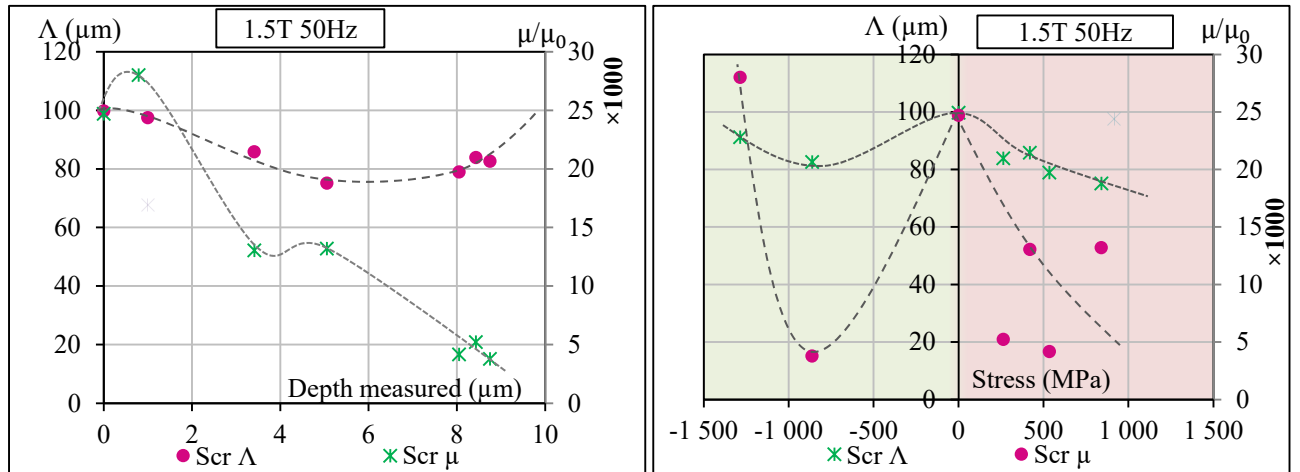 Λ (µm)
1.5T 50Hz
µ/µ0
120
100
80
60
40
20
0
30
25
20
15
10
5
0
×1000
Depth measured (µm)
0 2 4 6 8 10
Scr Λ Scr µ
Λ (µm)
1.5T 50Hz
µ/µ0
120
100
80
60
40
20
0
30
25
20
15
10
5
0
×1000
Stress (MPa)
-1 500 -1 000 -500 0 500 1 000 1 500
Scr Λ Scr µ